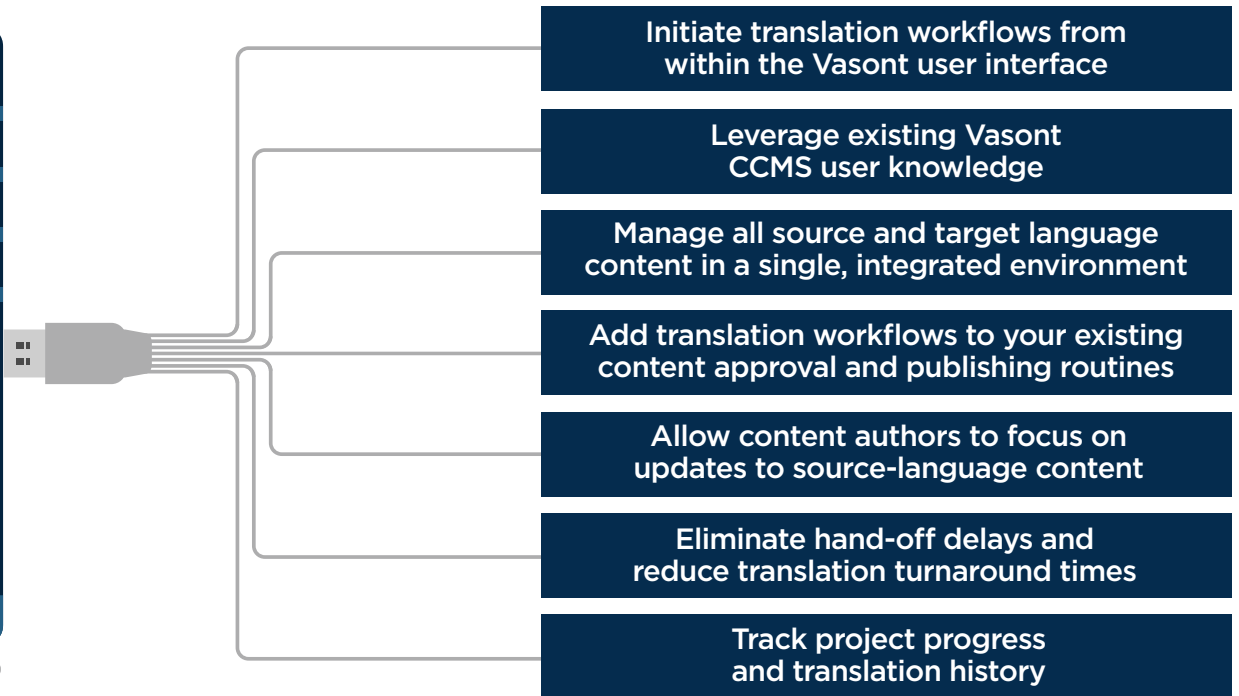 Initiate translation workflows from
within the Vasont user interface
Leverage existing Vasont
CCMS user knowledge
Manage all source and target language
content in a single, integrated environment
Add translation workflows to your existing
content approval and publishing routines
Allow content authors to focus on
updates to source-language content
Eliminate hand-off delays and
reduce translation turnaround times
Track project progress
and translation history